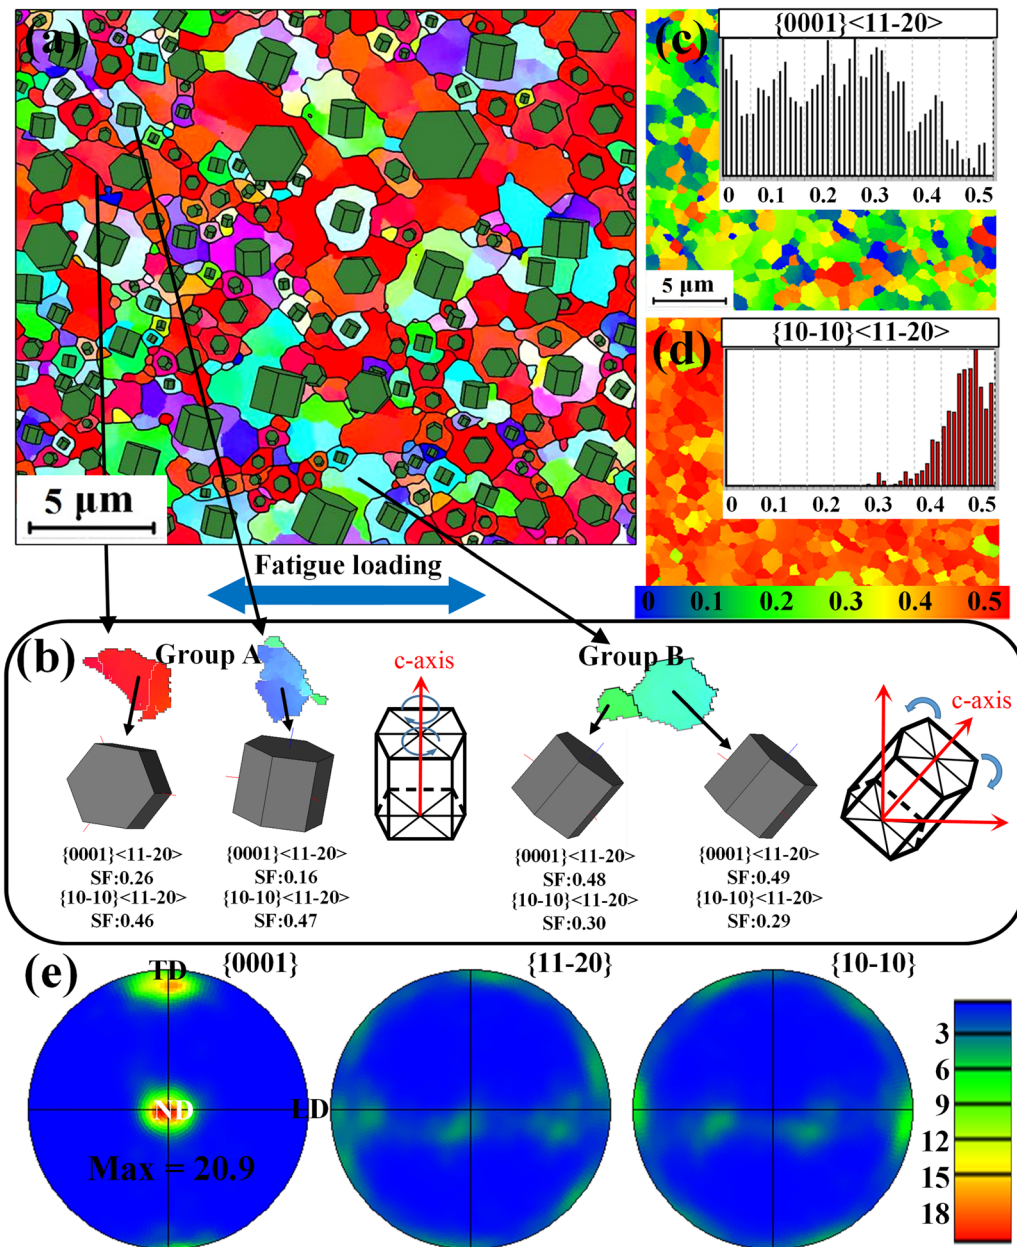 (a)
5 μm
(c)
{0001}<11-20>
0 0.1 0.2 0.3 0.4 0.5
5 μm
(d)
{10-10}<11-20>
0 0.1 0.2 0.3 0.4 0.5
0 0.1 0.2 0.3 0.4 0.5
Fatigue loading
(b)
Group A
c-axis
Group B
c-axis
{0001}<11-20>
SF:0.26
{10-10}<11-20>
SF:0.46
{0001}<11-20>
SF:0.16
{10-10}<11-20>
SF:0.47
{0001}<11-20>
SF:0.48
{10-10}<11-20>
SF:0.30
{0001}<11-20>
SF:0.49
{10-10}<11-20>
SF:0.29
(e)
TD
{0001}
{11-20}
{10-10}
ND
LD
Max = 20.9
3
6
9
12
15
18